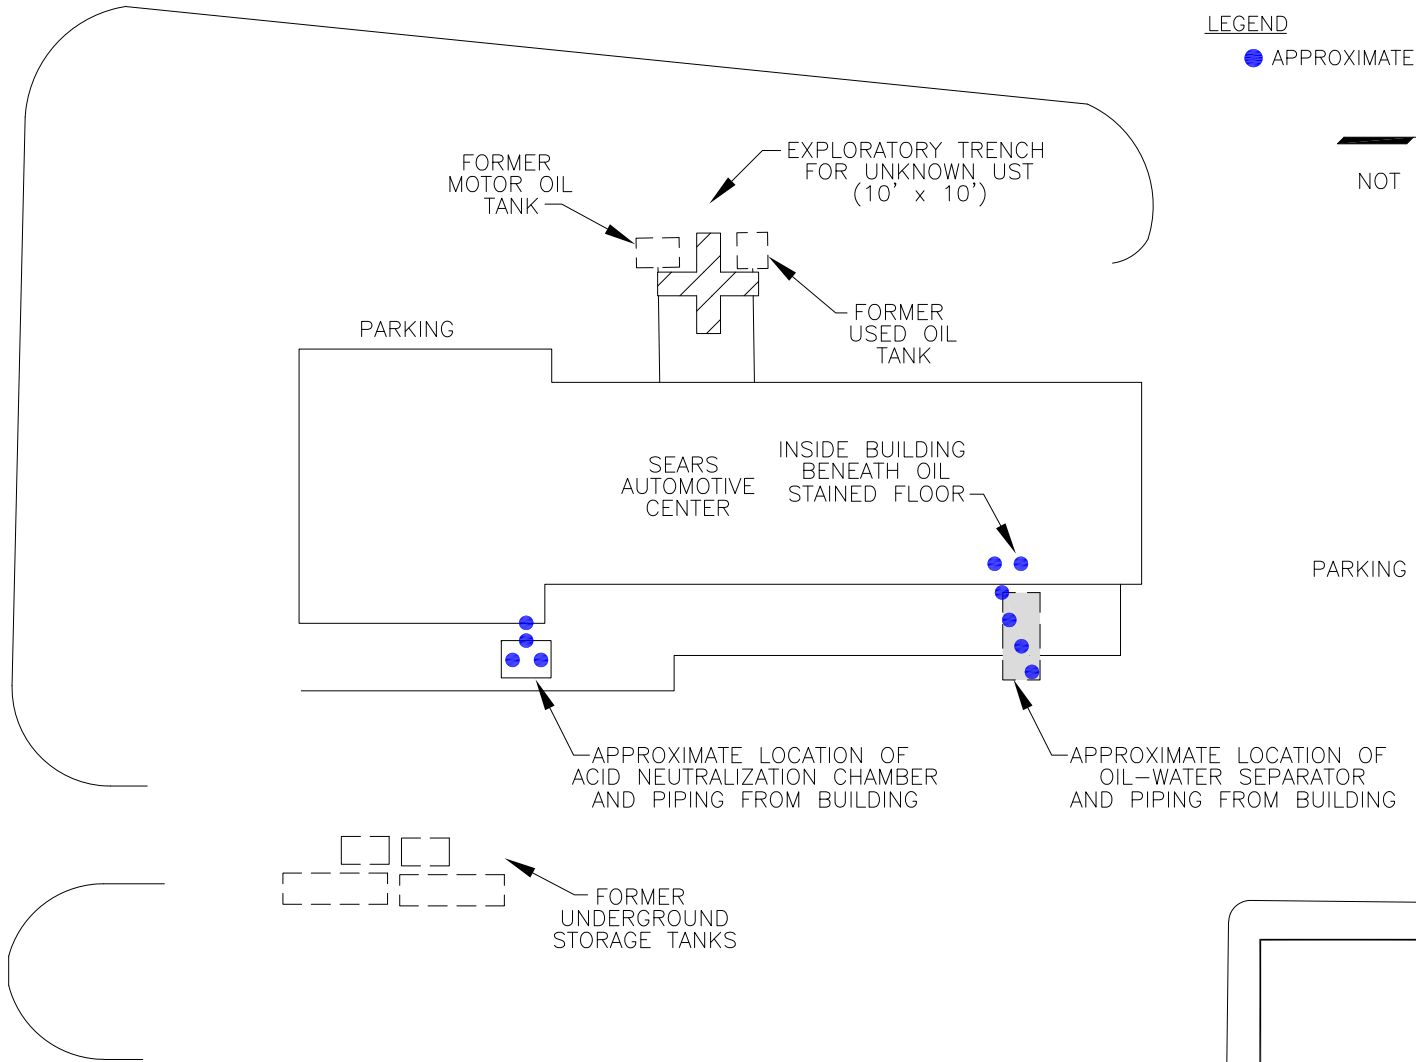 LEGEND
APPROXIMATE
NOT
EXPLORATORY TRENCH
FOR UNKNOWN UST
(10' x 10')
FORMER
MOTOR OIL
TANK
FORMER
USED OIL
TANK
PARKING
SEARS
AUTOMOTIVE
CENTER
INSIDE BUILDING
BENEATH OIL
STAINED FLOOR
PARKING
APPROXIMATE LOCATION OF
ACID NEUTRALIZATION CHAMBER
AND PIPING FROM BUILDING
APPROXIMATE LOCATION OF
OIL-WATER SEPARATOR
AND PIPING FROM BUILDING
FORMER
UNDERGROUND
STORAGE TANKS